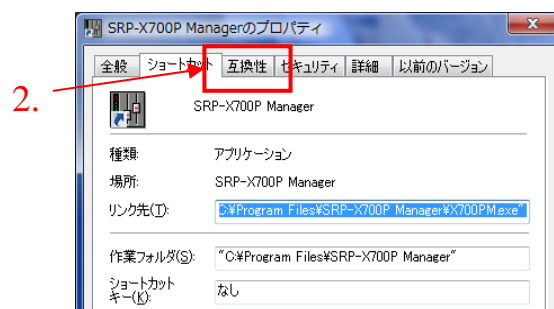 SRP-X700P Managerのプロパティ
全般 ショートカット 互換性 セキュリティ 詳細 以前のバージョン
2.
SRP-X700P Manager
種類: アプリケーション
場所: SRP-X700P Manager
リンク先(T): C:¥Program Files¥SRP-X700P Manager¥X700PM.exe"
作業フォルダ(S): "C:¥Program Files¥SRP-X700P Manager"
ショートカット
キー(K): なし